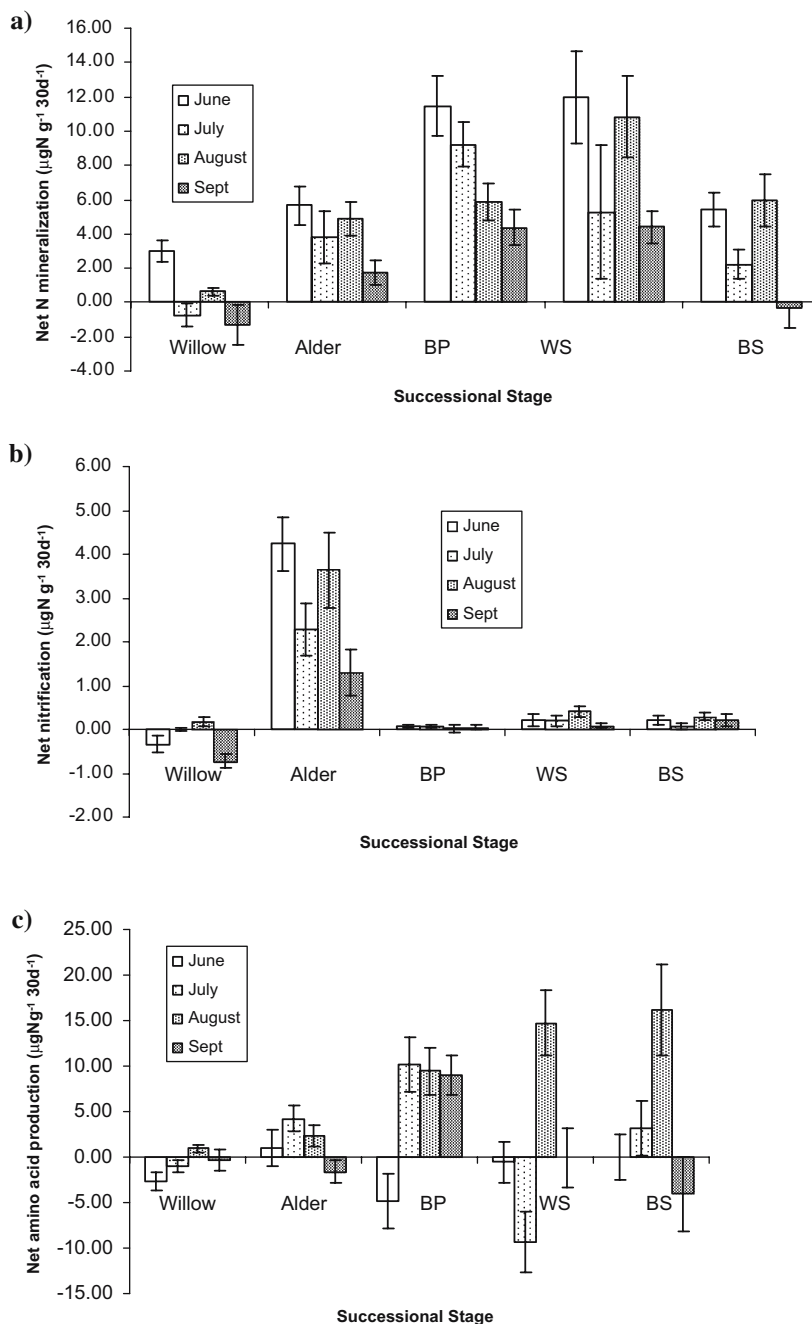 a)
Net N mineralization (µgN g⁻¹ 30d⁻¹)
16.00
14.00
12.00
10.00
8.00
6.00
4.00
2.00
0.00
-2.00
-4.00
June
July
August
Sept
Willow Alder BP WS BS
Successional Stage
b)
Net nitrification (µgN g⁻¹ 30d⁻¹)
6.00
5.00
4.00
3.00
2.00
1.00
0.00
-1.00
-2.00
June
July
August
Sept
Willow Alder BP WS BS
Successional Stage
c)
Net amino acid production (µgNg⁻¹ 30d⁻¹)
25.00
20.00
15.00
10.00
5.00
0.00
-5.00
-10.00
-15.00
June
July
August
Sept
Willow Alder BP WS BS
Successional Stage